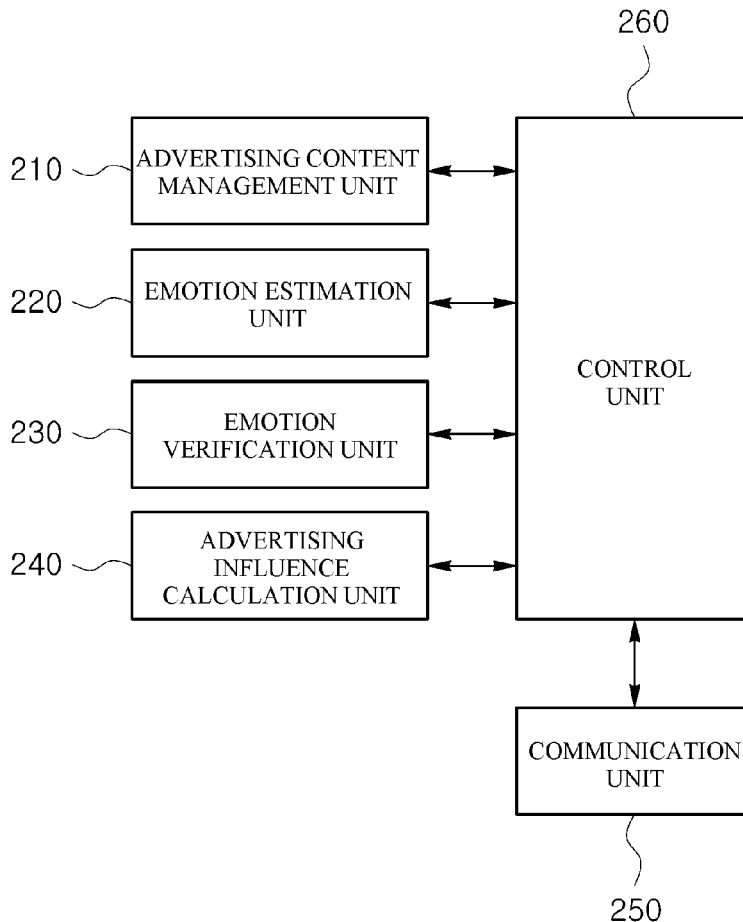 260
210
ADVERTISING CONTENT
MANAGEMENT UNIT
220
EMOTION ESTIMATION
UNIT
230
EMOTION
VERIFICATION UNIT
240
ADVERTISING
INFLUENCE
CALCULATION UNIT
CONTROL
UNIT
COMMUNICATION
UNIT
250